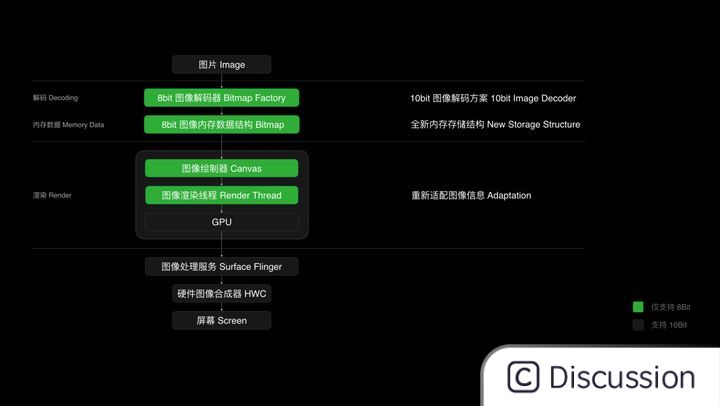 图片 Image
解码 Decoding
8bit 图像解码器 Bitmap Factory
10bit 图像解码方案 10bit Image Decoder
内存数据 Memory Data
8bit 图像内存数据结构 Bitmap
全新内存存储结构 New Storage Structure
图像绘制器 Canvas
渲染 Render
图像渲染线程 Render Thread
重新适配图像信息 Adaptation
GPU
图像处理服务 Surface Flinger
硬件图像合成器 HWC
屏幕 Screen
仅支持 8Bit
支持 10Bit
C Discussion